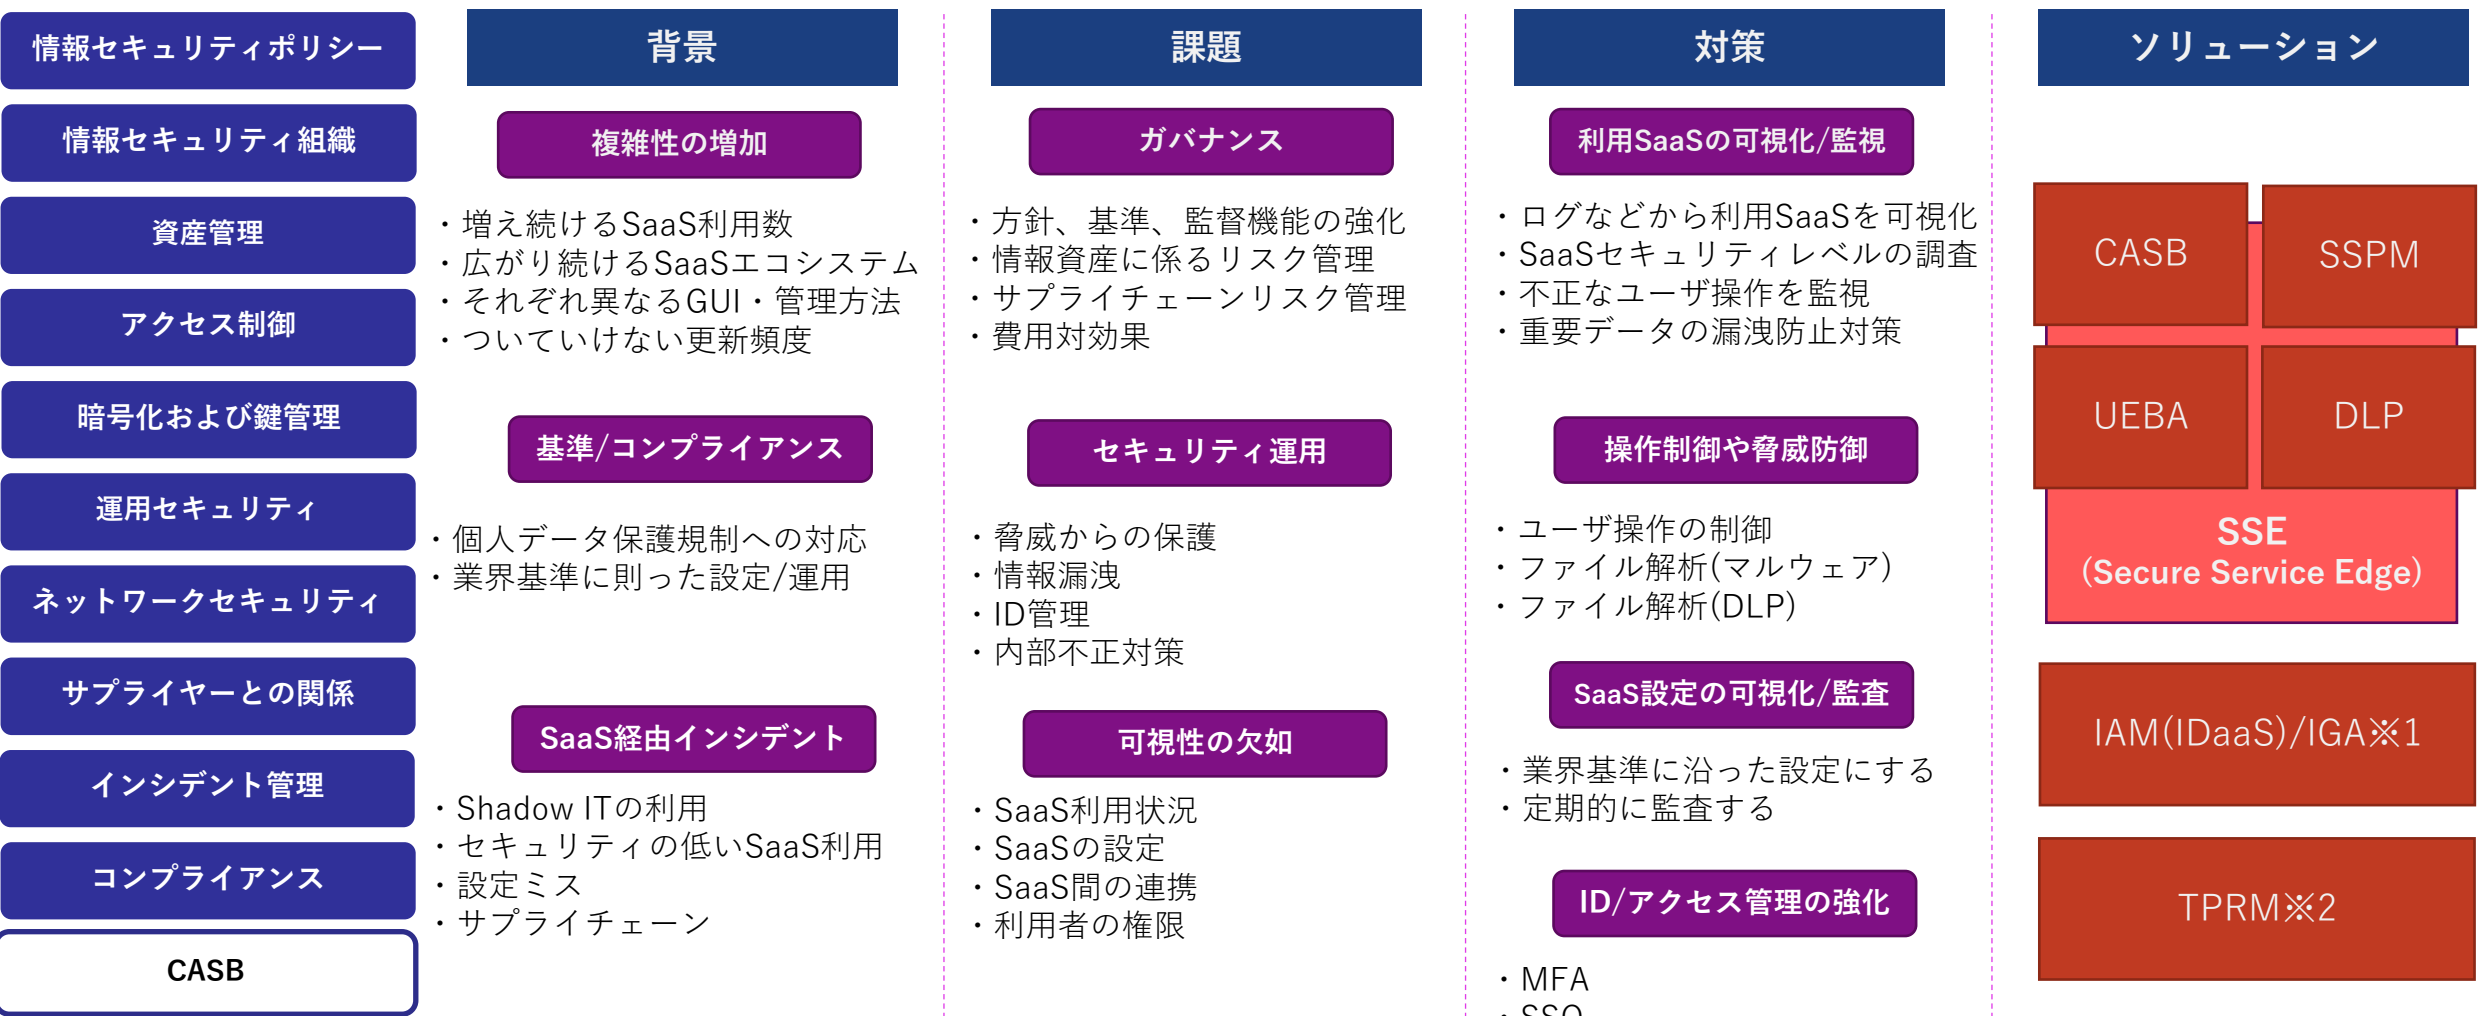 情報セキュリティポリシー
情報セキュリティ組織
資産管理
アクセス制御
暗号化および鍵管理
運用セキュリティ
ネットワークセキュリティ
サプライヤーとの関係
インシデント管理
コンプライアンス
CASB
背景
複雑性の増加
・増え続けるSaaS利用数
・広がり続けるSaaSエコシステム
・それぞれ異なるGUI・管理方法
・ついていけない更新頻度
基準/コンプライアンス
・個人データ保護規制への対応
・業界基準に則った設定/運用
SaaS経由インシデント
・Shadow ITの利用
・セキュリティの低いSaaS利用
・設定ミス
・サプライチェーン
課題
ガバナンス
・方針、基準、監督機能の強化
・情報資産に係るリスク管理
・サプライチェーンリスク管理
・費用対効果
セキュリティ運用
・脅威からの保護
・情報漏洩
・ID管理
・内部不正対策
可視性の欠如
・SaaS利用状況
・SaaSの設定
・SaaS間の連携
・利用者の権限
対策
利用SaaSの可視化/監視
・ログなどから利用SaaSを可視化
・SaaSセキュリティレベルの調査
・不正なユーザ操作を監視
・重要データの漏洩防止対策
操作制御や脅威防御
・ユーザ操作の制御
・ファイル解析(マルウェア)
・ファイル解析(DLP)
SaaS設定の可視化/監査
・業界基準に沿った設定にする
・定期的に監査する
ID/アクセス管理の強化
・MFA
・SSO
ソリューション
CASB
SSPM
UEBA
DLP
SSE
(Secure Service Edge)
IAM(IDaaS)/IGA※1
TPRM※2